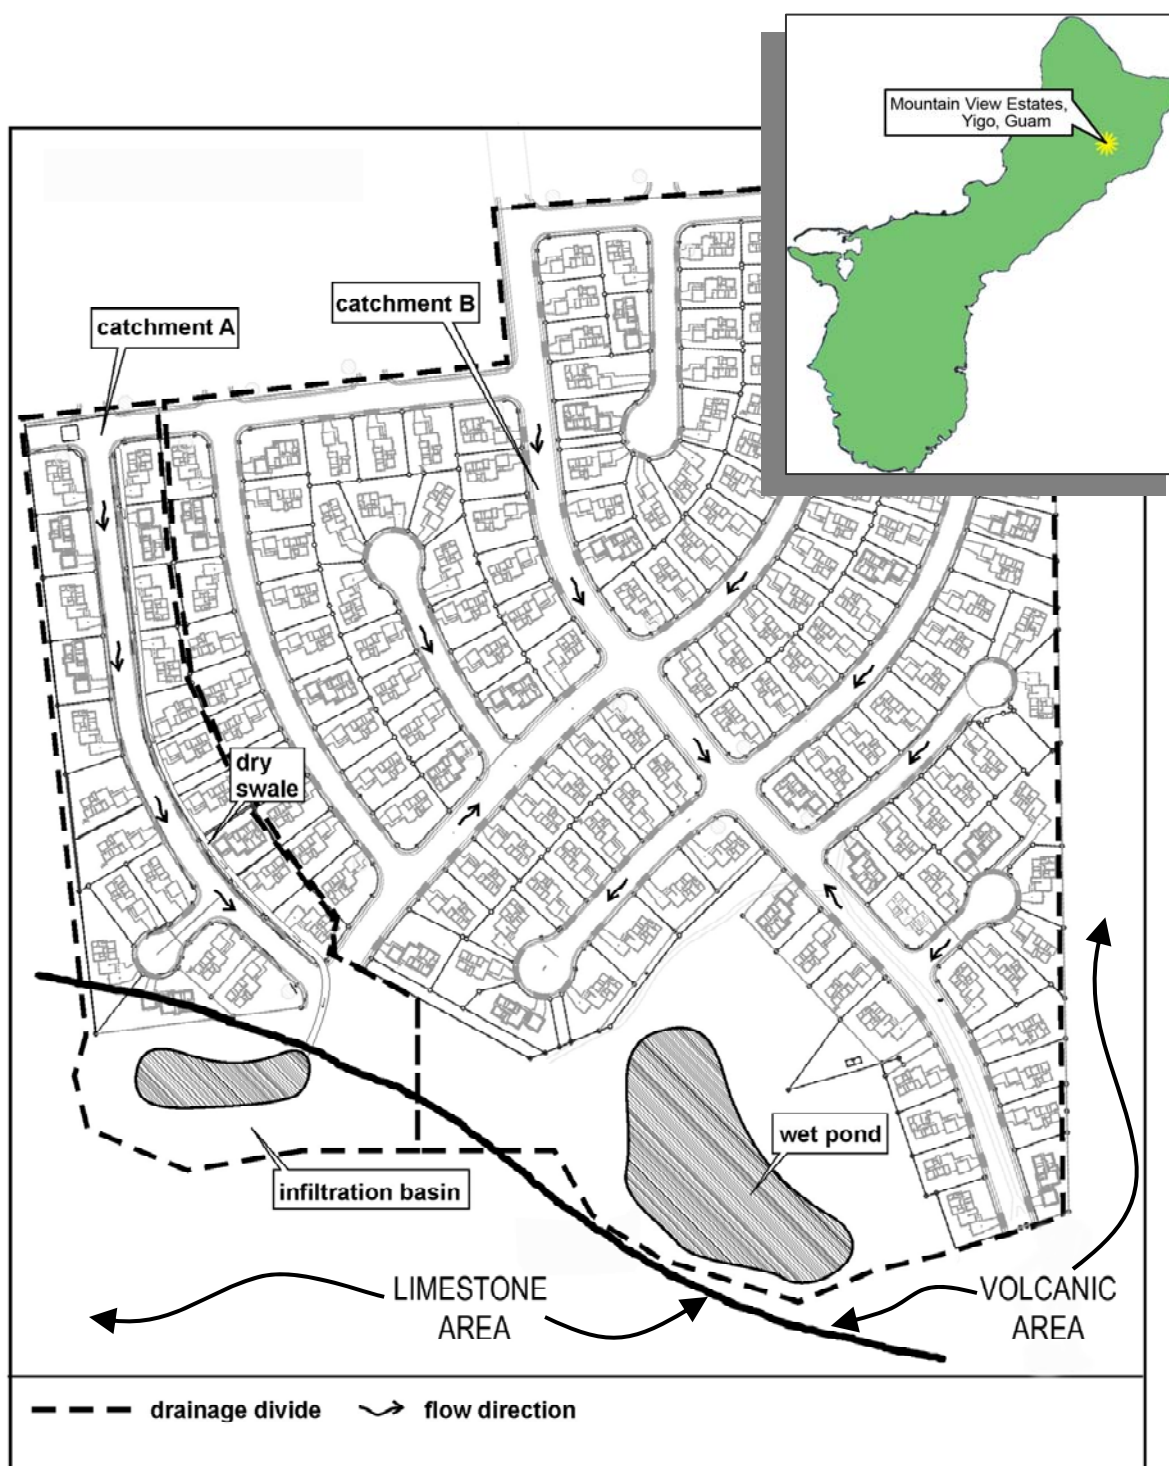 Mountain View Estates,
Yigo, Guam
catchment B
catchment A
dry
swale
wet pond
infiltration basin
LIMESTONE
AREA
VOLCANIC
AREA
drainage divide
flow direction